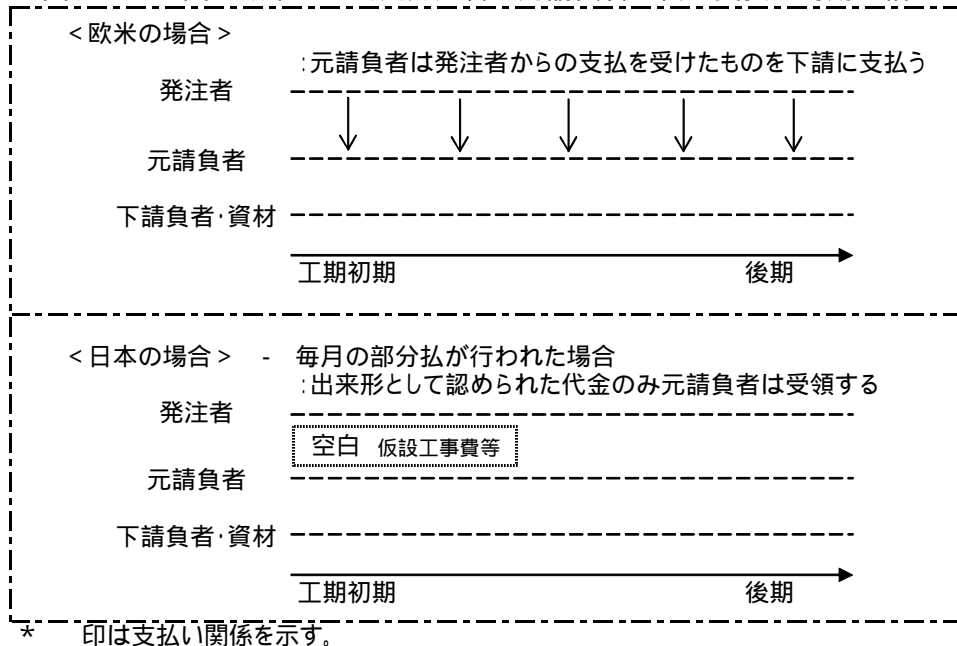 <欧米の場合>
:元請負者は発注者からの支払を受けたものを下請に支払う
発注者
元請負者
下請負者・資材
工期初期 後期
<日本の場合> - 毎月の部分払が行われた場合
:出来形として認められた代金のみ元請負者は受領する
発注者
空白 仮設工事費等
元請負者
下請負者・資材
工期初期 後期
* 印は支払い関係を示す。